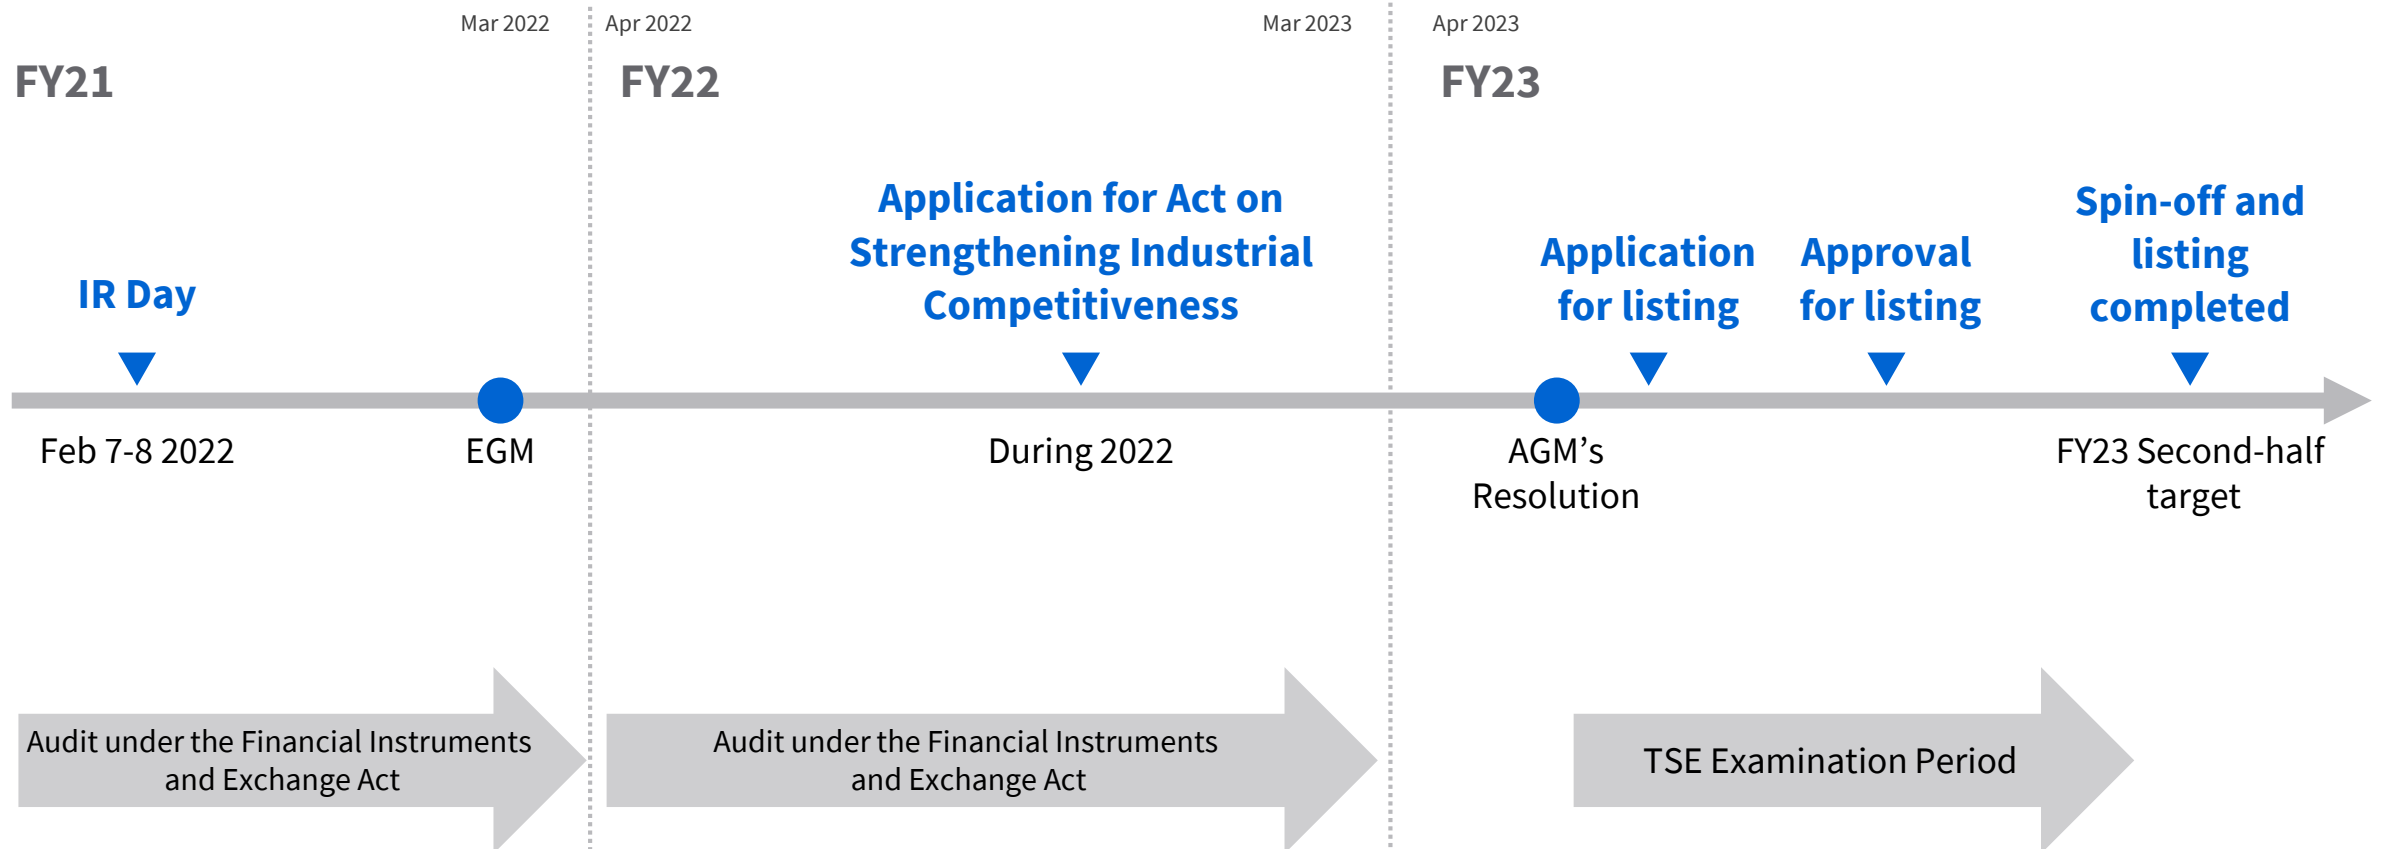 Mar 2022
Apr 2022
Mar 2023
Apr 2023
FY21
FY22
FY23
IR Day
Application for Act on
Strengthening Industrial
Competitiveness
Application
for listing
Approval
for listing
Spin-off and
listing
completed
Feb 7-8 2022
EGM
During 2022
AGM’s
Resolution
FY23 Second-half
target
Audit under the Financial Instruments
and Exchange Act
Audit under the Financial Instruments
and Exchange Act
TSE Examination Period